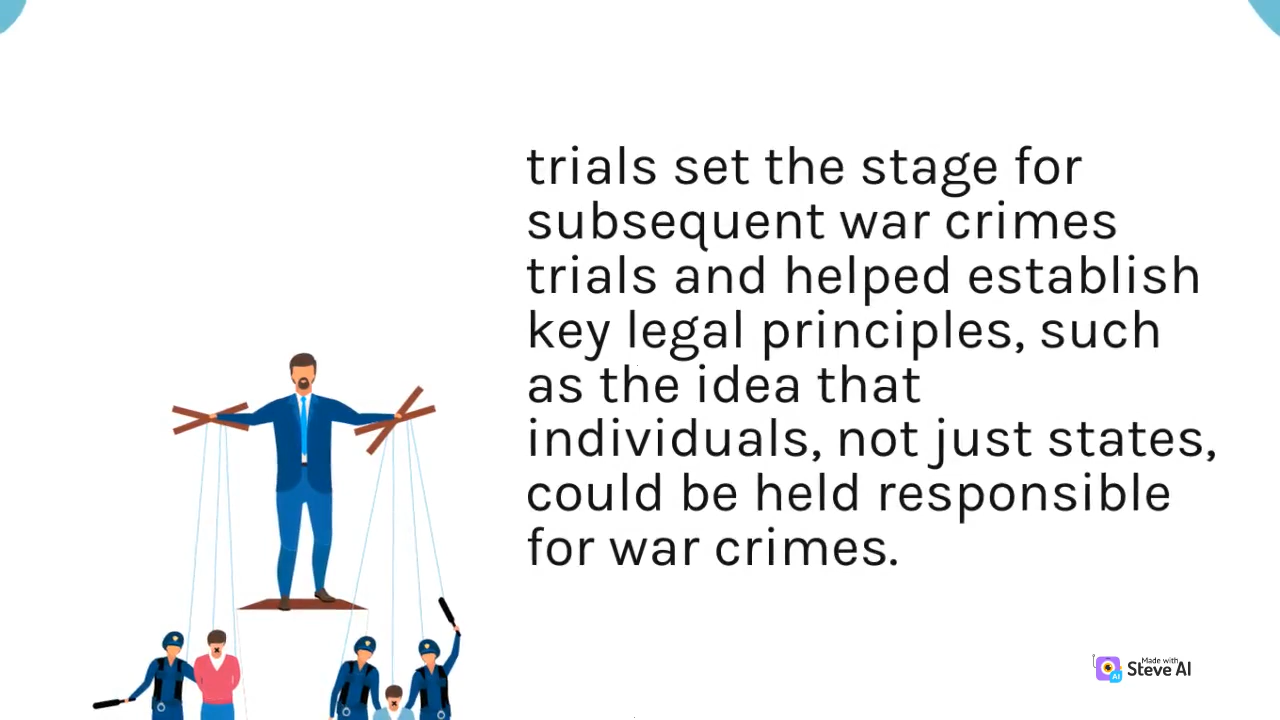 trials set the stage for
subsequent war crimes
trials and helped establish
key legal principles, such
as the idea that
individuals, not just states,
could be held responsible
for war crimes.
Made with
Steve AI
AI